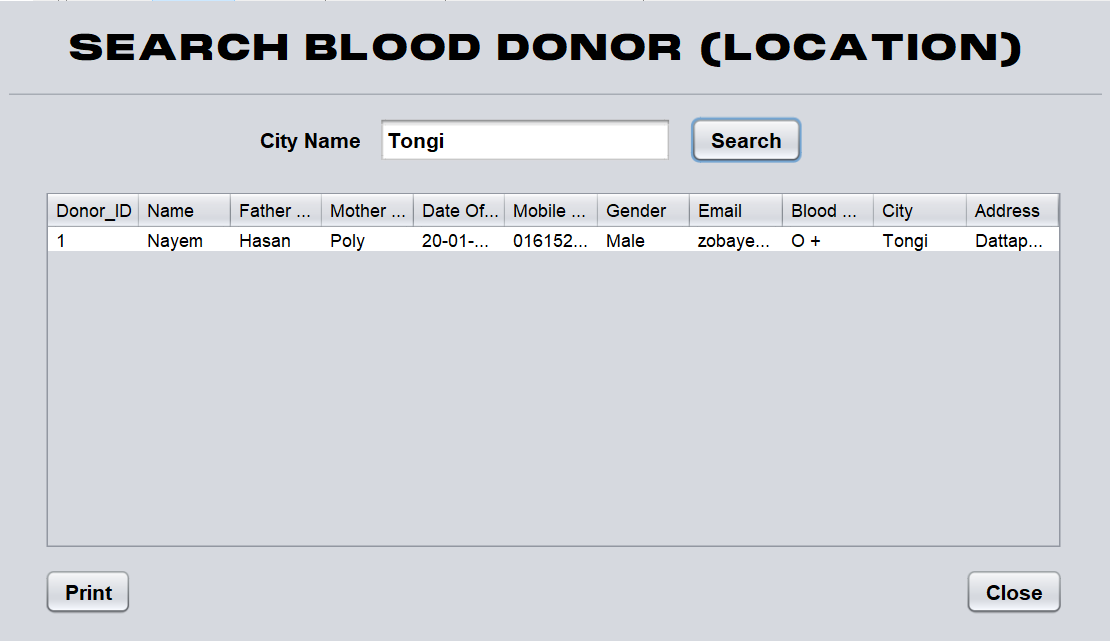 SEARCH BLOOD DONOR (LOCATION)
City Name Tongi Search
Donor_ID Name Father ... Mother ... Date Of... Mobile ... Gender Email Blood ... City Address
1 Nayem Hasan Poly 20-01-... 016152... Male zobaye... O + Tongi Dattap...
Print Close